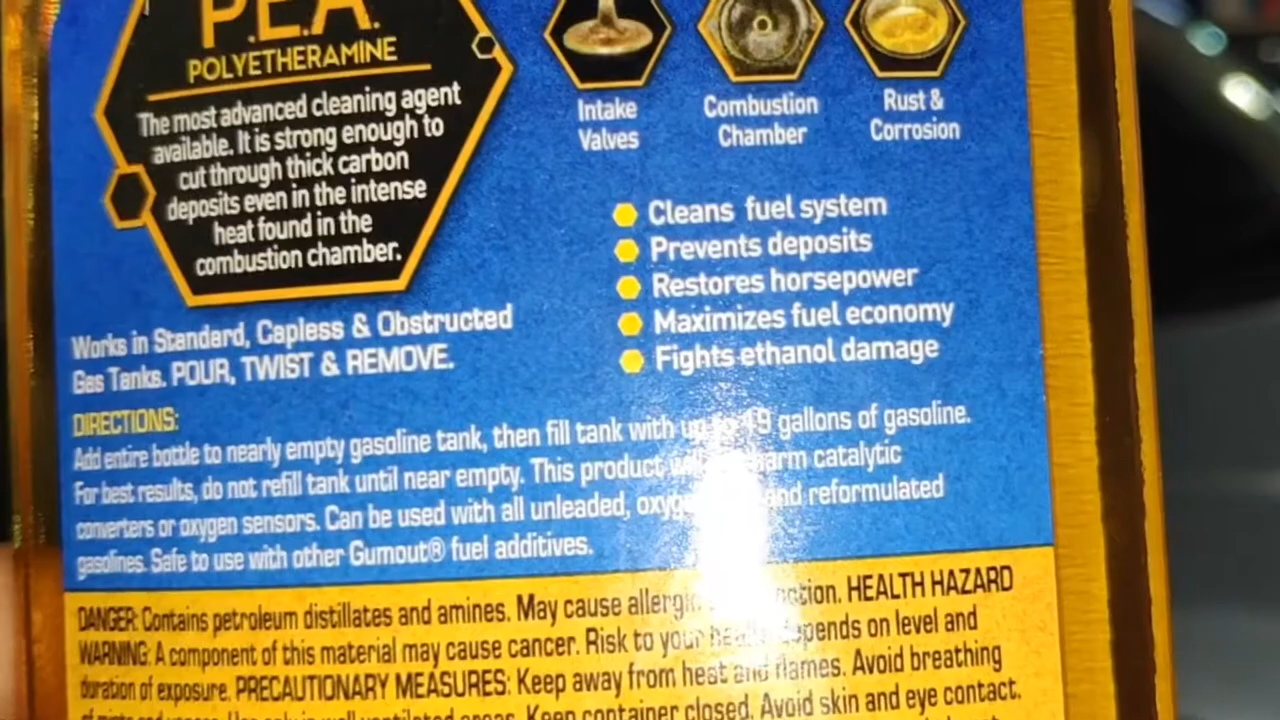 P.E.A.
POLYETHERAMINE
The most advanced cleaning agent
available. It is strong enough to
cut through thick carbon
deposits even in the intense
heat found in the
combustion chamber.
Intake
Valves
Combustion
Chamber
Rust &
Corrosion
Cleans fuel system
Prevents deposits
Restores horsepower
Maximizes fuel economy
Fights ethanol damage
Works in Standard, Capless & Obstructed
Gas Tanks. POUR, TWIST & REMOVE.
DIRECTIONS:
Add entire bottle to nearly empty gasoline tank, then fill tank with up to 19 gallons of gasoline.
For best results, do not refill tank until near empty. This product catalytic
converters or oxygen sensors. Can be used with all unleaded, and reformulated
gasolines. Safe to use with other Gumout® fuel additives.
DANGER: Contains petroleum distillates and amines. May cause HEALTH HAZARD
WARNING: A component of this material may cause cancer. Risk to your health depends on level and
duration of exposure. PRECAUTIONARY MEASURES: Keep away from heat and flames. Avoid breathing
Keep container closed. Avoid skin and eye contact.